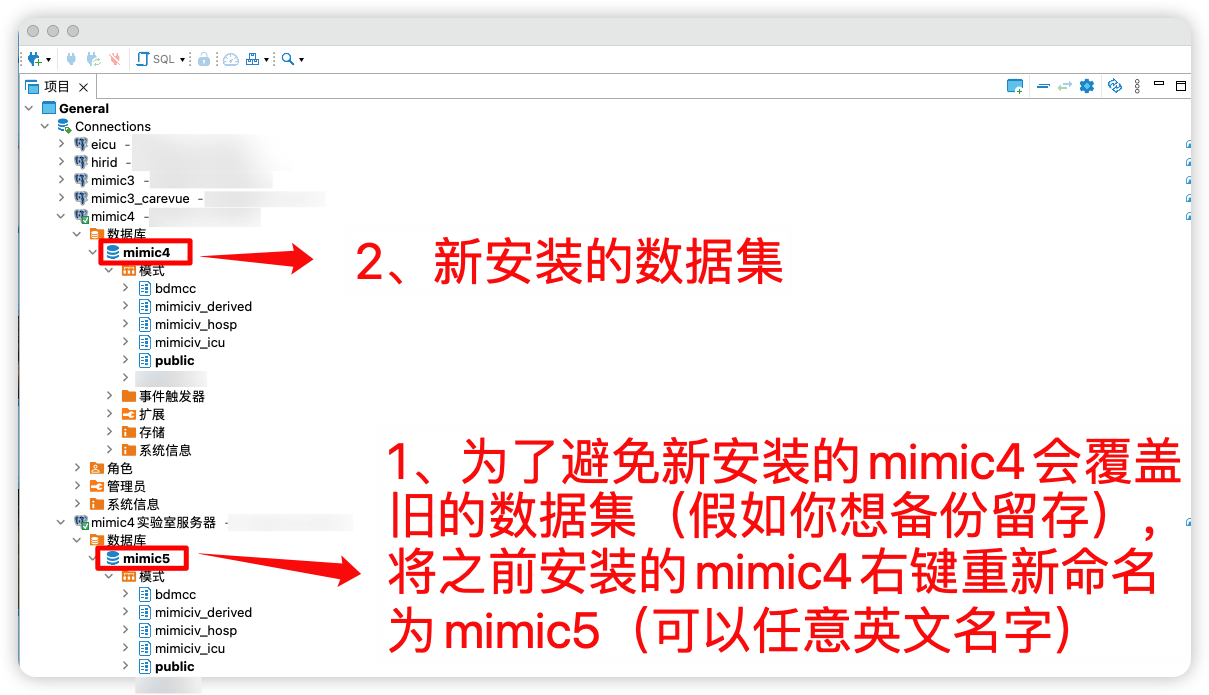 SQL
项目
General
Connections
eicu -
hirid -
mimic3 -
mimic3_carevue -
mimic4 -
数据库
mimic4
2、新安装的数据集
模式
bdmcc
mimiciv_derived
mimiciv_hosp
mimiciv_icu
public
事件触发器
扩展
存储
系统信息
角色
管理员
系统信息
mimic4实验室服务器 -
数据库
mimic5
模式
bdmcc
mimiciv_derived
mimiciv_hosp
mimiciv_icu
public
1、为了避免新安装的mimic4会覆盖
旧的数据集（假如你想备份留存），
将之前安装的mimic4右键重新命名
为mimic5（可以任意英文名字）